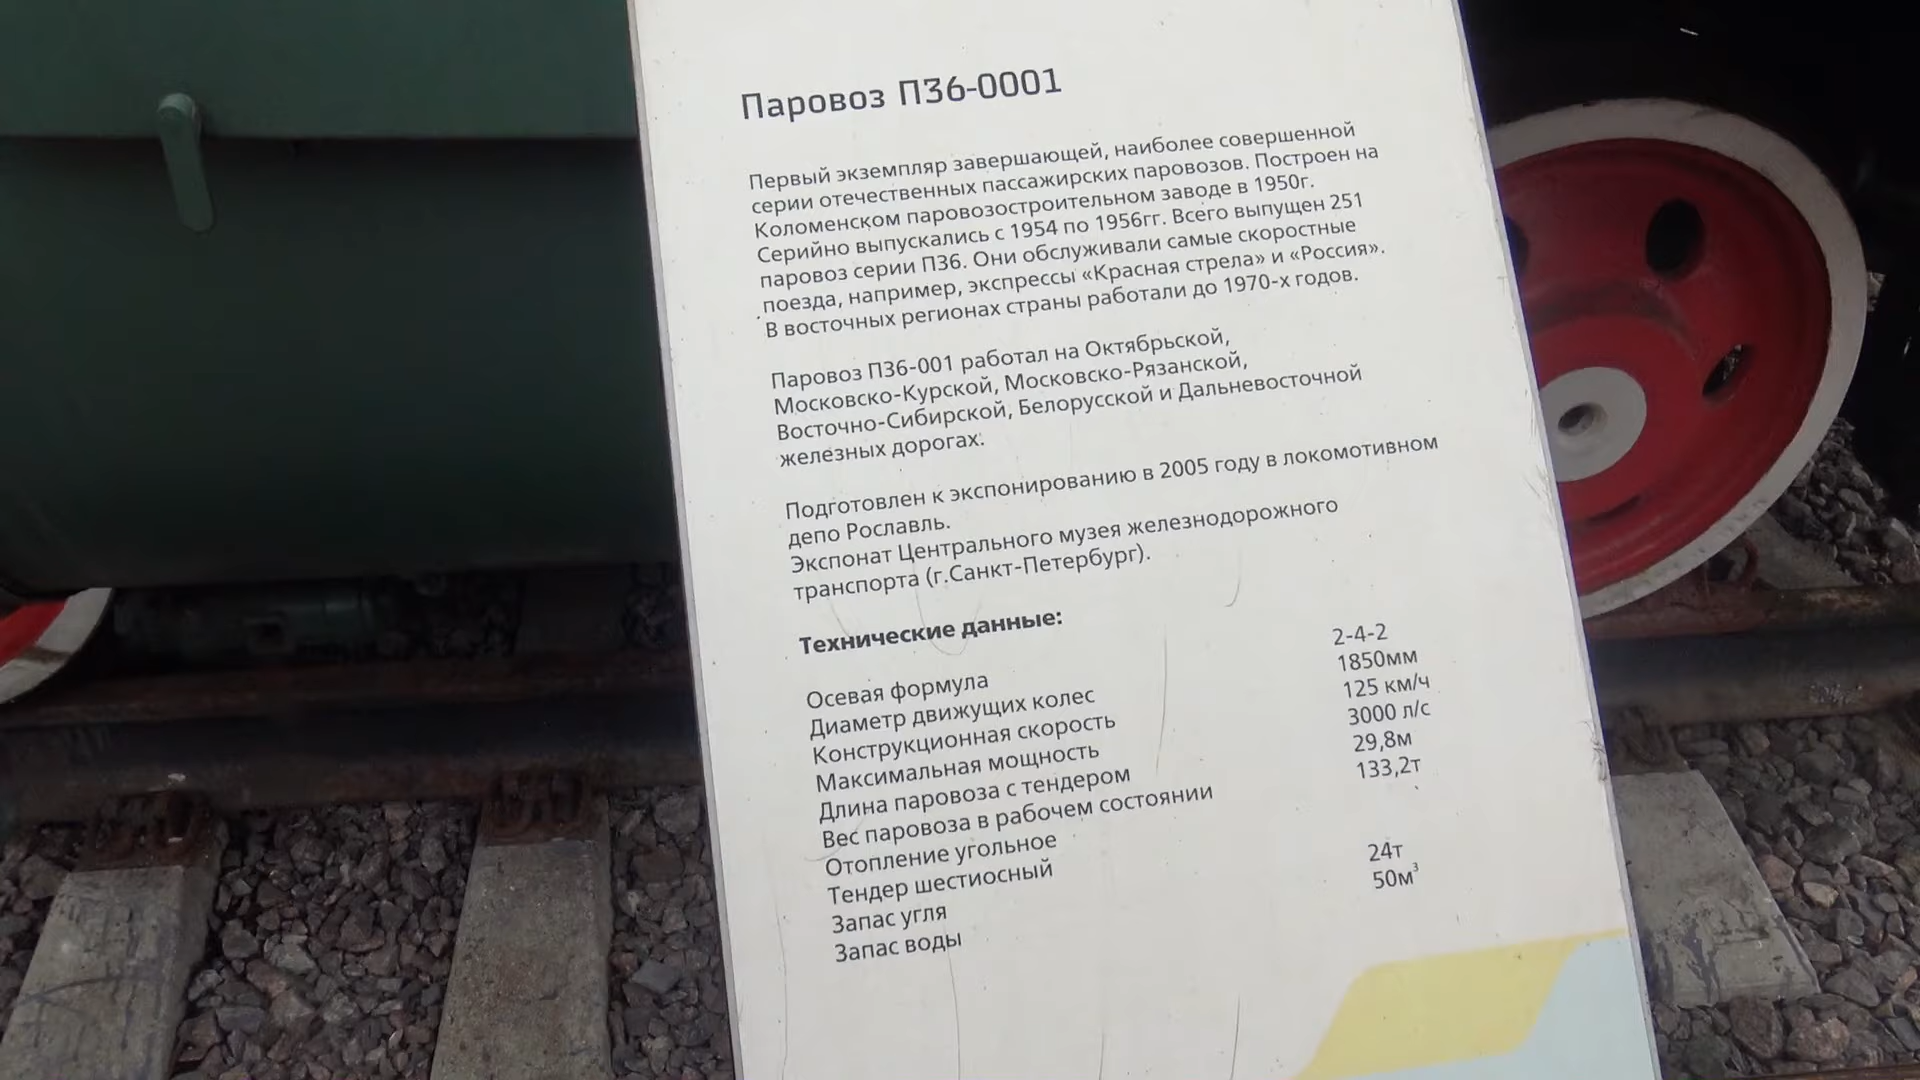 Паровоз П36-0001
Первый экземпляр завершающей, наиболее совершенной
серии отечественных пассажирских паровозов. Построен на
Коломенском паровозостроительном заводе в 1950г.
Серийно выпускались с 1954 по 1956гг. Всего выпущен 251
паровоз серии П36. Они обслуживали самые скоростные
поезда, например, экспрессы «Красная стрела» и «Россия».
В восточных регионах страны работали до 1970-х годов.
Паровоз П36-001 работал на Октябрьской,
Московско-Курской, Московско-Рязанской,
Восточно-Сибирской, Белорусской и Дальневосточной
железных дорогах.
Подготовлен к экспонированию в 2005 году в локомотивном
депо Рославль.
Экспонат Центрального музея железнодорожного
транспорта (г.Санкт-Петербург).
Технические данные:
Осевая формула 2-4-2
Диаметр движущих колес 1850мм
Конструкционная скорость 125 км/ч
Максимальная мощность 3000 л/с
Длина паровоза с тендером 29,8м
Вес паровоза в рабочем состоянии 133,2т
Отопление угольное
Тендер шестиосный
Запас угля 24т
Запас воды 50м³